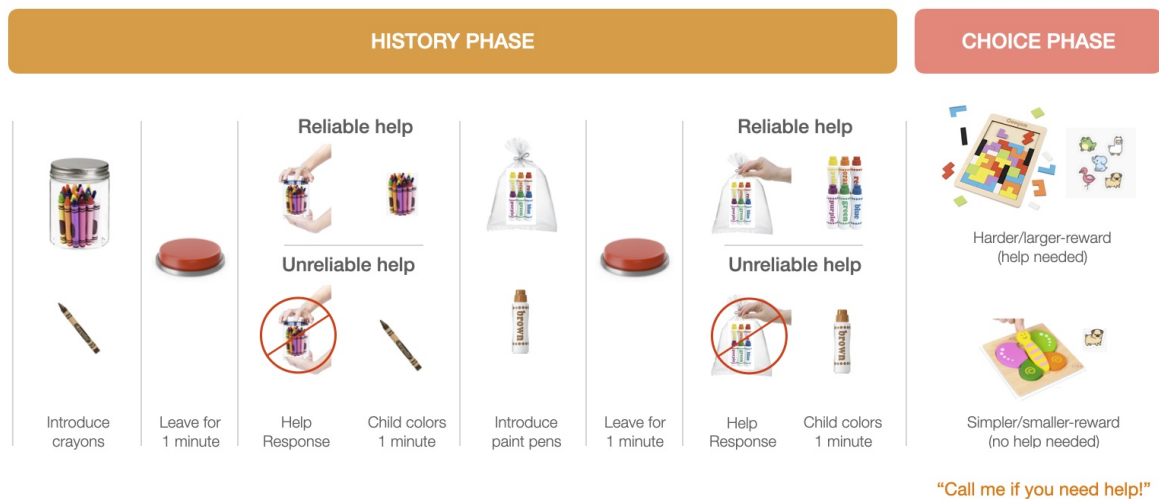 HISTORY PHASE
CHOICE PHASE
Reliable help
Unreliable help
Introduce
crayons
Leave for
1 minute
Help
Response
Child colors
1 minute
brown
Introduce
paint pens
Leave for
1 minute
Reliable help
purple
green
blue
Unreliable help
brown
Help
Response
Child colors
1 minute
Harder/larger-reward
(help needed)
Simpler/smaller-reward
(no help needed)
“Call me if you need help!”